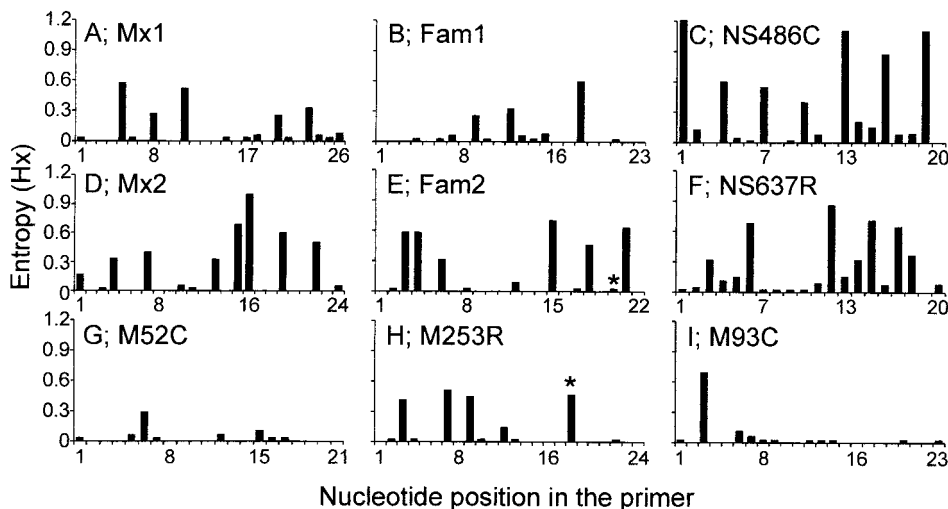 Entropy (Hx)
1.2
0.9
0.6
0.3
0
A; Mx1
1 8 17 26
B; Fam1
1 8 15 23
C; NS486C
1 7 13 20
1.2
0.9
0.6
0.3
0
D; Mx2
1 8 16 24
E; Fam2
*
1 8 15 22
F; NS637R
1 7 13 20
1.2
0.9
0.6
0.3
0
G; M52C
1 8 15 21
H; M253R
*
1 8 16 24
I; M93C
1 8 16 23
Nucleotide position in the primer